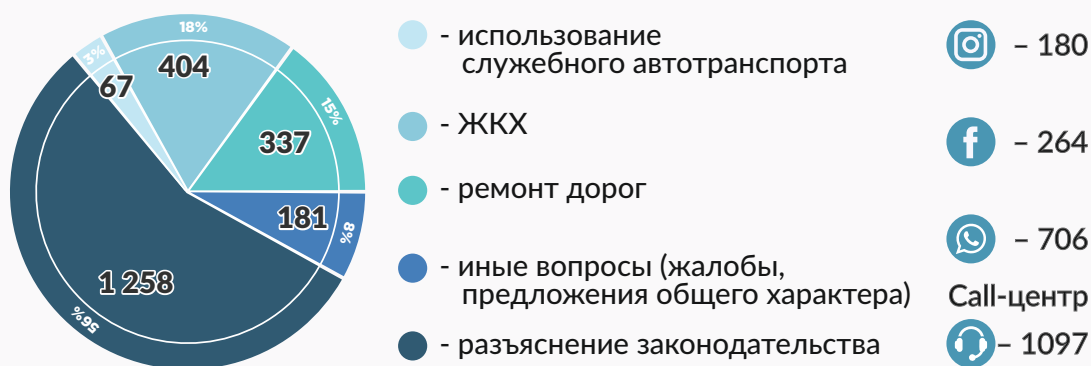 18%
3%
404
67
15%
337
181
8%
1 258
56%
- использование
служебного автотранспорта
- ЖКХ
- ремонт дорог
- иные вопросы (жалобы,
предложения общего характера)
- разъяснение законодательства
– 180
– 264
– 706
Call-центр
– 1097